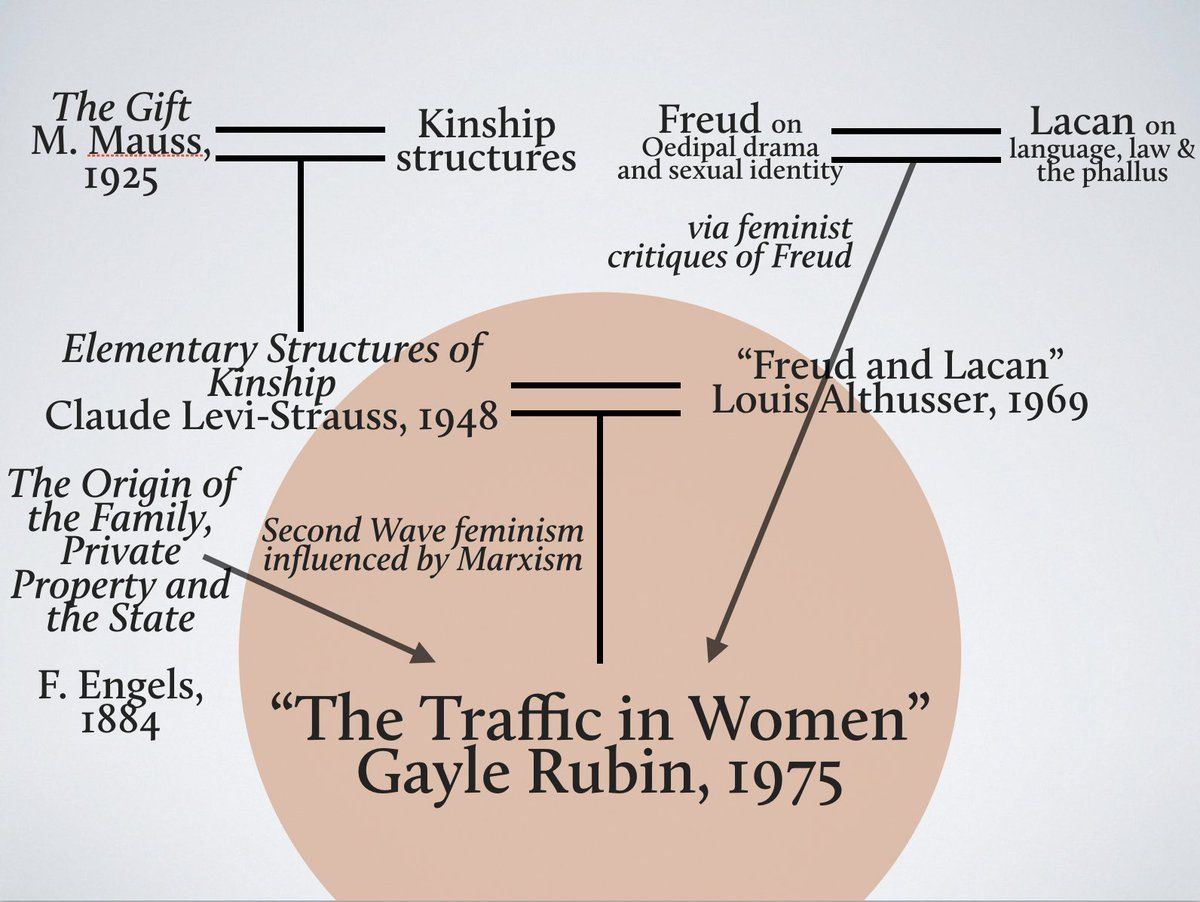 The Gift
M. Mauss,
1925
Kinship
structures
Freud on
Oedipal drama
and sexual identity
Lacan on
language, law &
the phallus
via feminist
critiques of Freud
Elementary Structures of
Kinship
Claude Levi-Strauss, 1948
“Freud and Lacan”
Louis Althusser, 1969
The Origin of
the Family,
Private
Property and
the State
F. Engels,
1884
Second Wave feminism
influenced by Marxism
“The Traffic in Women”
Gayle Rubin, 1975